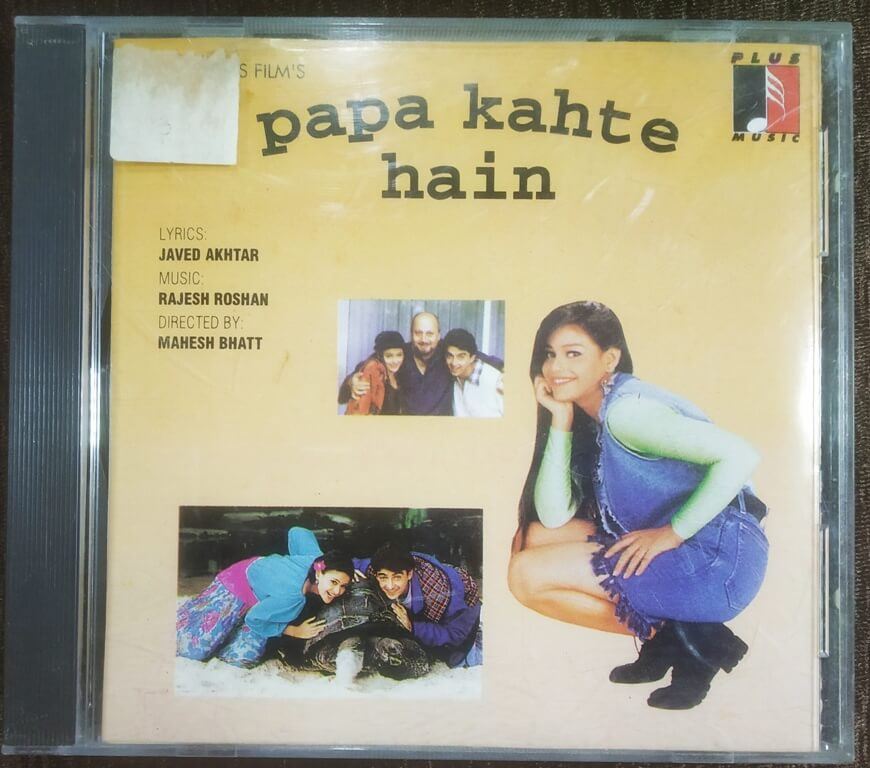 S FILM'S
papa kahte
hain
PLUS
MUSIC
LYRICS:
JAVED AKHTAR
MUSIC:
RAJESH ROSHAN
DIRECTED BY:
MAHESH BHATT